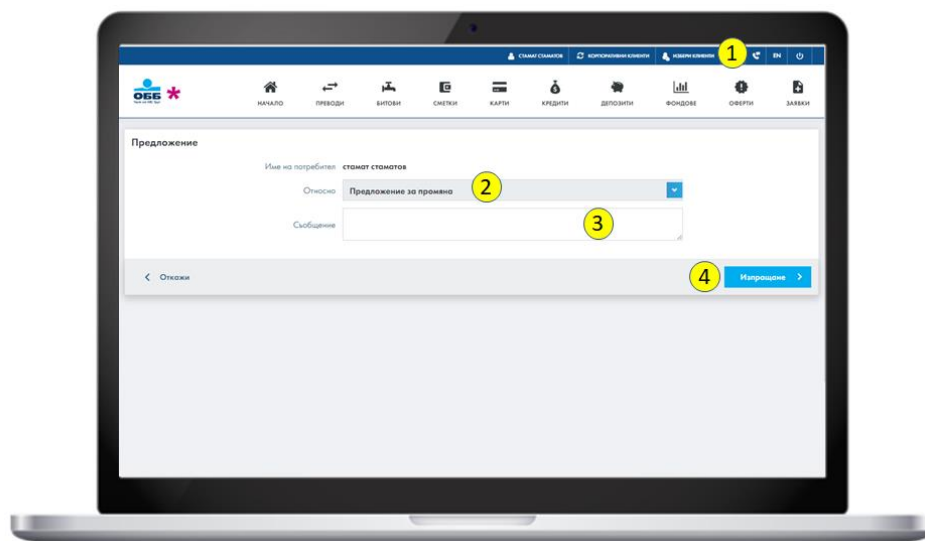 СТАМАТ СТАМАТОВ КОРПОРАТИВНИ КЛИЕНТИ ИЗБЕРИ КЛИЕНТИ 1 EN
ОББ
НАЧАЛО ПРЕВОДИ БИТОВИ СМЕТКИ КАРТИ КРЕДИТИ ДЕПОЗИТИ ФОНДОВЕ ОФЕРТИ ЗАЯВКИ
Предложение
Име на потребител стамат стаматов
Относно Предложение за промяна 2
Съобщение 3
Откажи 4 Изпращане